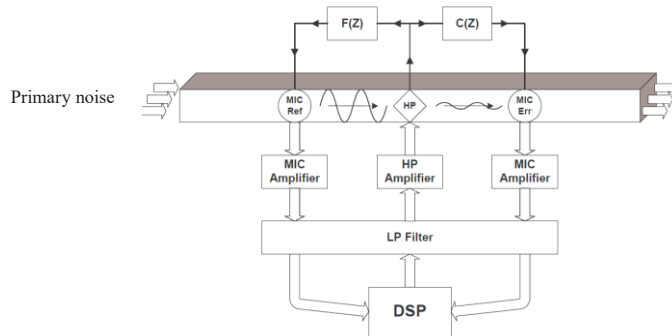 F(Z)
C(Z)
Primary noise
MIC
Ref
HP
MIC
Err
MIC
Amplifier
HP
Amplifier
MIC
Amplifier
LP Filter
DSP